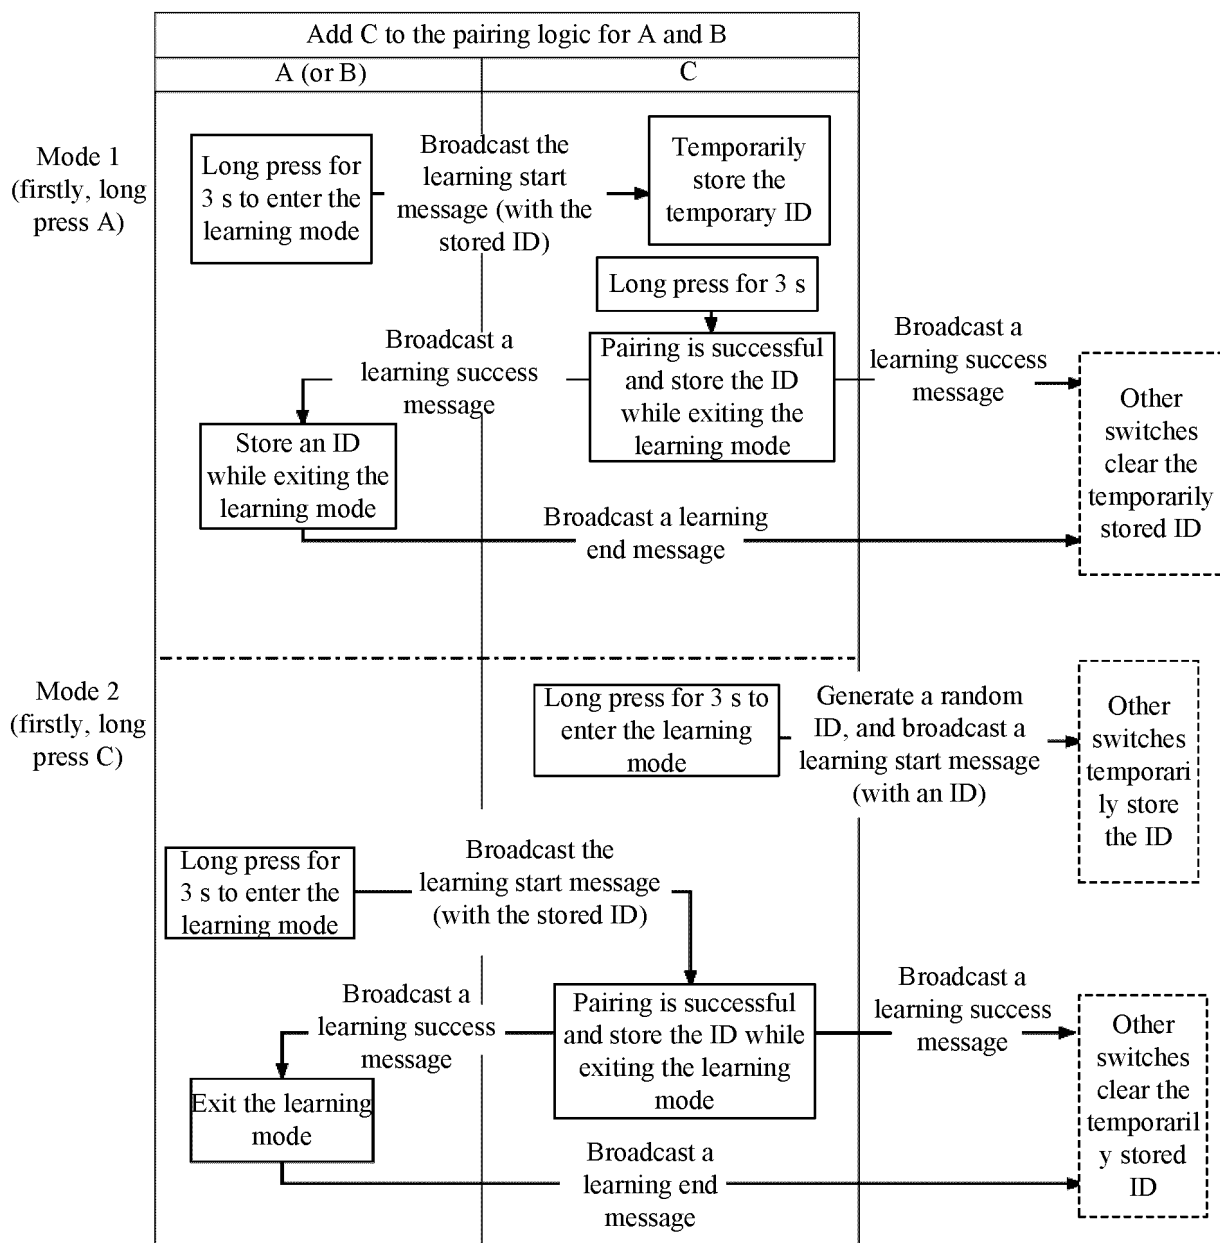 Add C to the pairing logic for A and B
A (or B)
C
Mode 1
(firstly, long
press A)
Long press for
3 s to enter the
learning mode
Broadcast the
learning start
message (with the
stored ID)
Temporarily
store the
temporary ID
Long press for 3 s
Broadcast a
learning success
message
Pairing is successful
and store the ID
while exiting the
learning mode
Broadcast a
learning success
message
Other
switches
clear the
temporarily
stored ID
Store an ID
while exiting the
learning mode
Broadcast a learning
end message
Mode 2
(firstly, long
press C)
Long press for 3 s to
enter the learning
mode
Generate a random
ID, and broadcast a
learning start message
(with an ID)
Other
switches
temporari
ly store
the ID
Long press for
3 s to enter the
learning mode
Broadcast the
learning start message
(with the stored ID)
Broadcast a
learning success
message
Pairing is successful
and store the ID while
exiting the learning
mode
Broadcast a
learning success
message
Other
switches
clear the
temporaril
y stored
ID
Exit the learning
mode
Broadcast a
learning end
message